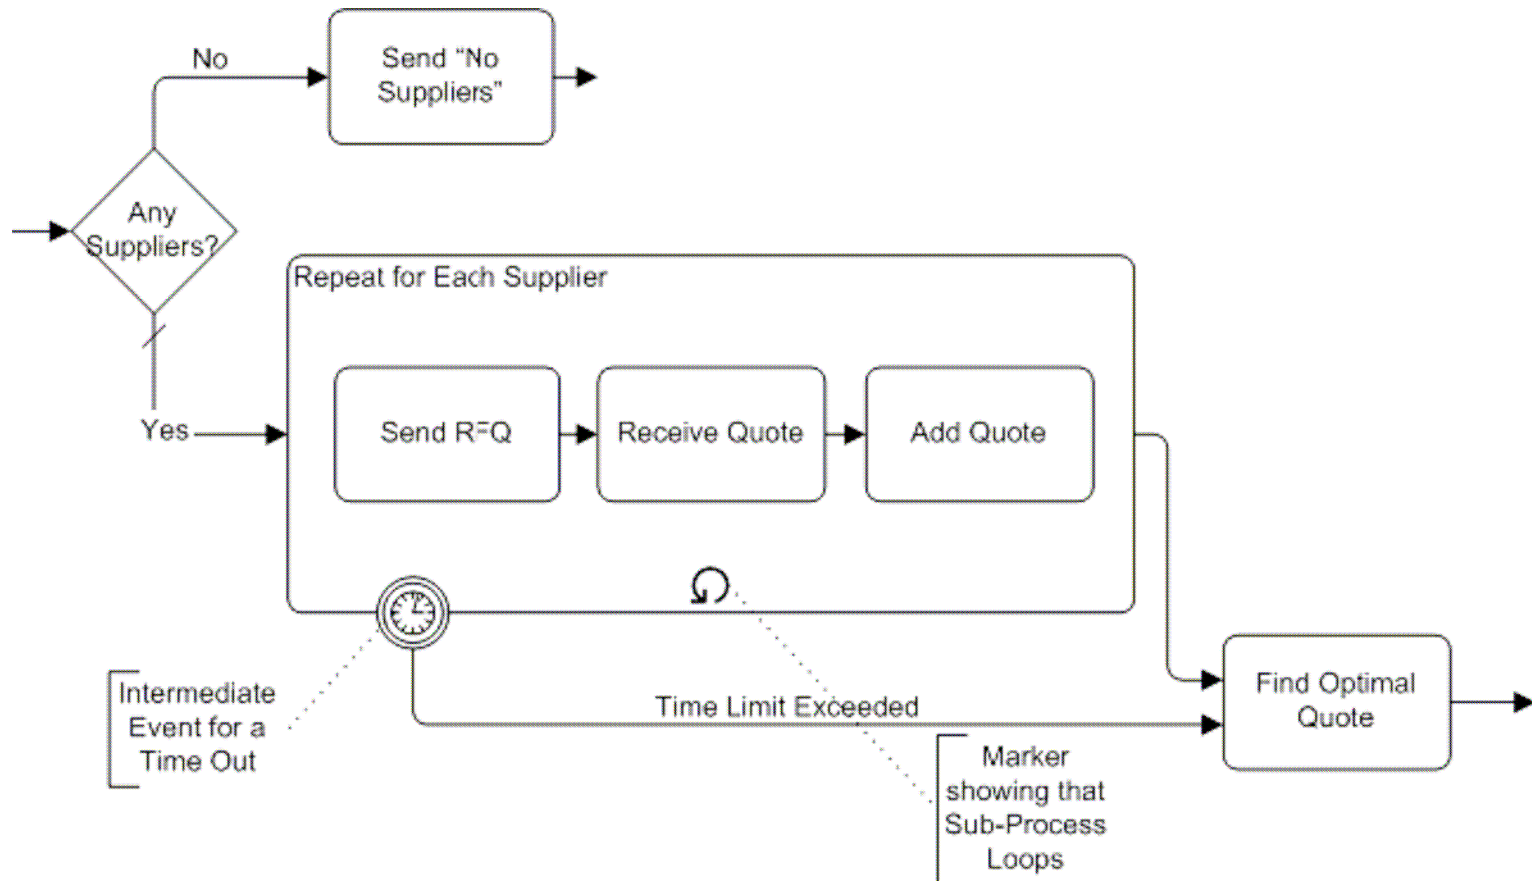 No
Send "No
Suppliers"
Any
Suppliers?
Repeat for Each Supplier
Yes
Send RFQ
Receive Quote
Add Quote
Intermediate
Event for a
Time Out
Time Limit Exceeded
Find Optimal
Quote
Marker
showing that
Sub-Process
Loops